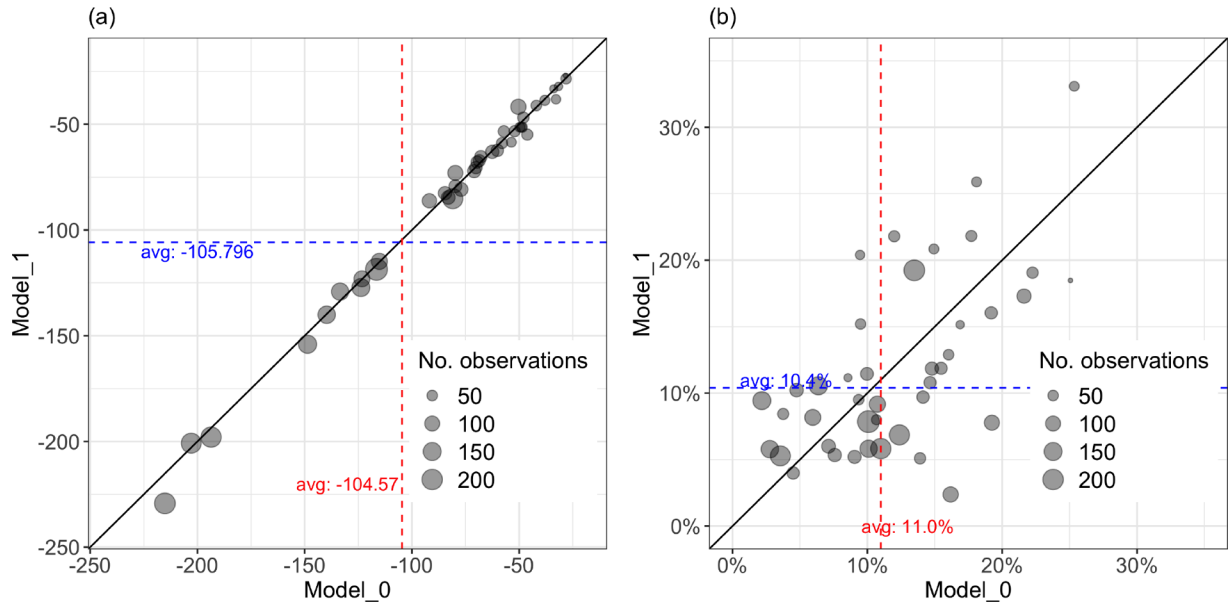 (a)
Model_1
-50
-100
-150
-200
-250
avg: -105.796
avg: -104.57
No. observations
50
100
150
200
-250
-200
-150
-100
-50
Model_0
(b)
Model_1
30%
20%
10%
0%
avg: 10.4%
avg: 11.0%
No. observations
50
100
150
200
0%
10%
20%
30%
Model_0